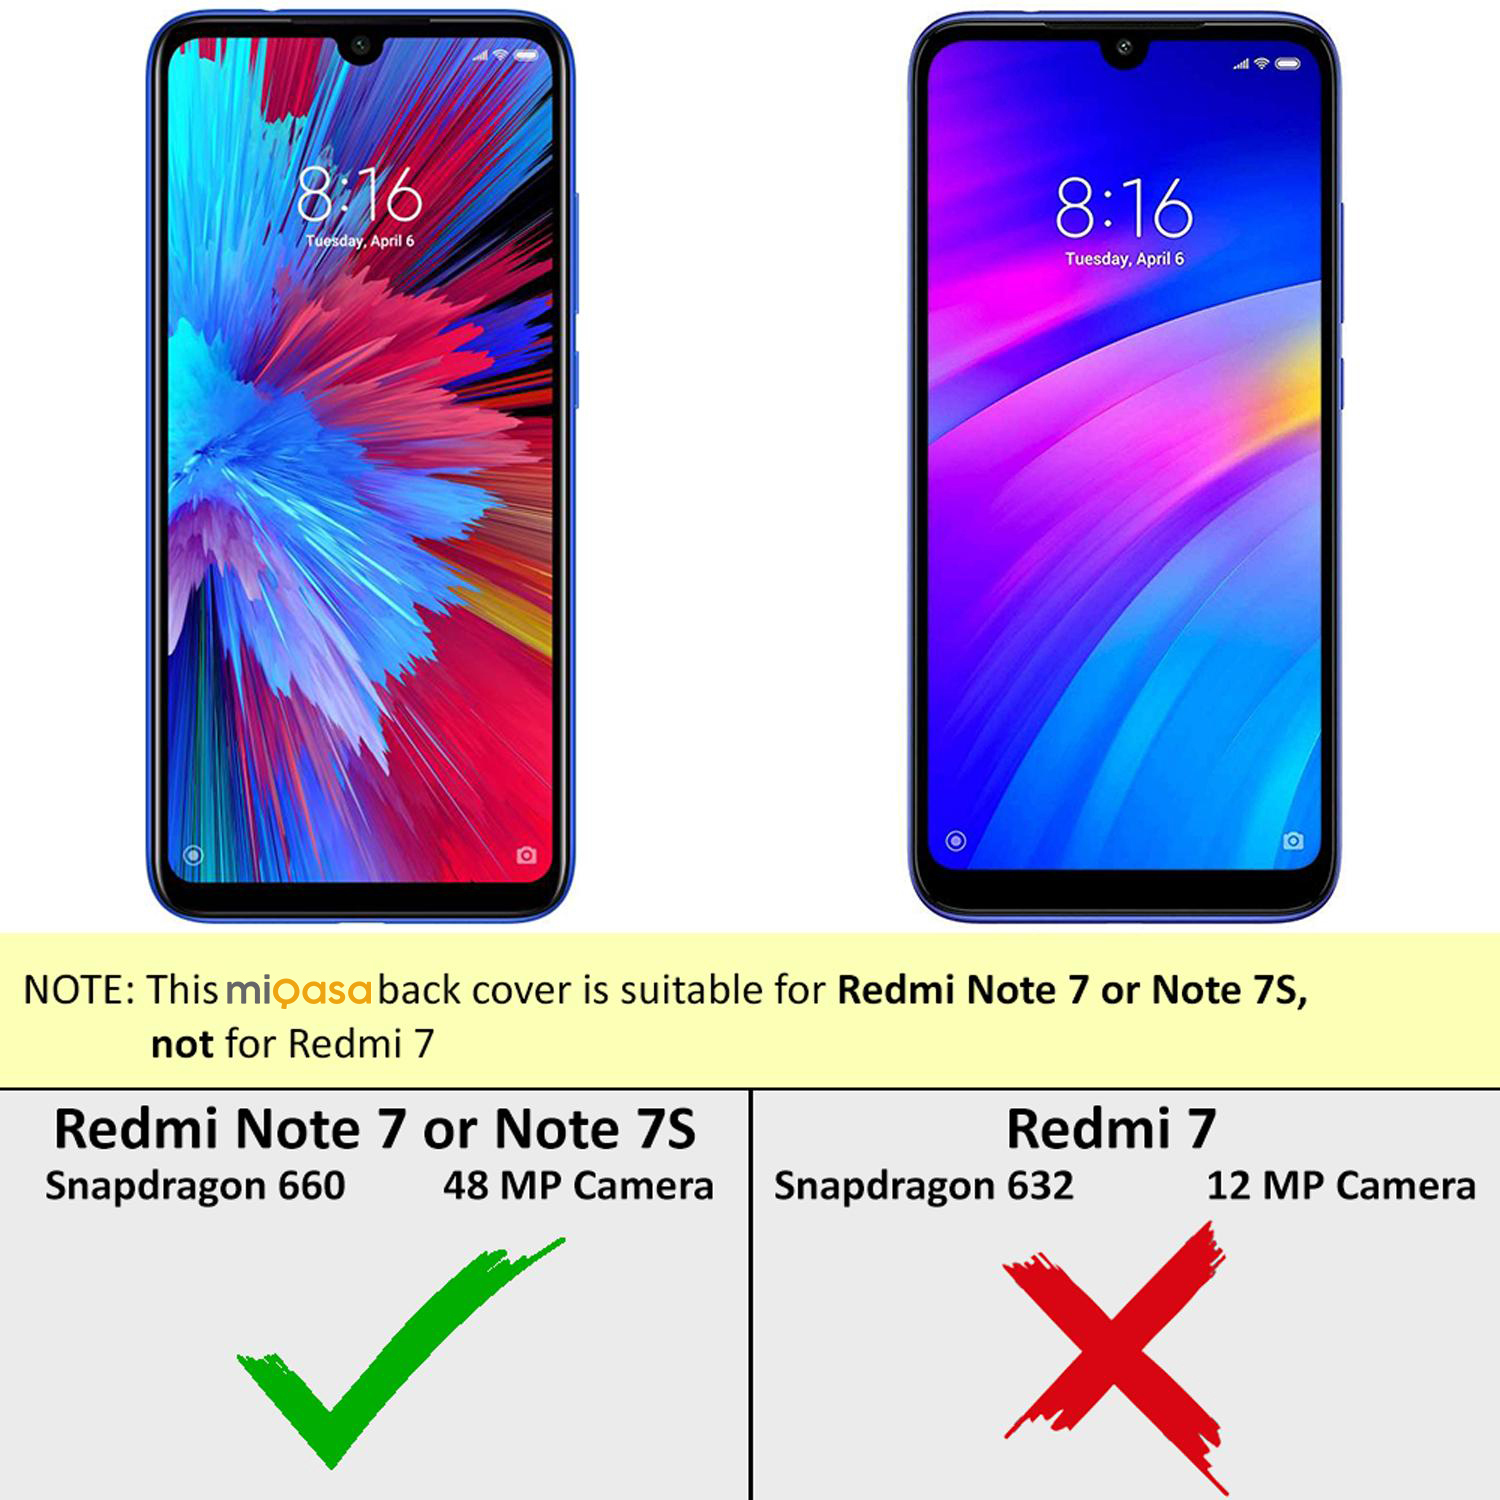 8:16
Tuesday, April 6
8:16
Tuesday, April 6
NOTE: This miQasa back cover is suitable for Redmi Note 7 or Note 7S,
not for Redmi 7
Redmi Note 7 or Note 7S
Snapdragon 660 48 MP Camera
Redmi 7
Snapdragon 632 12 MP Camera